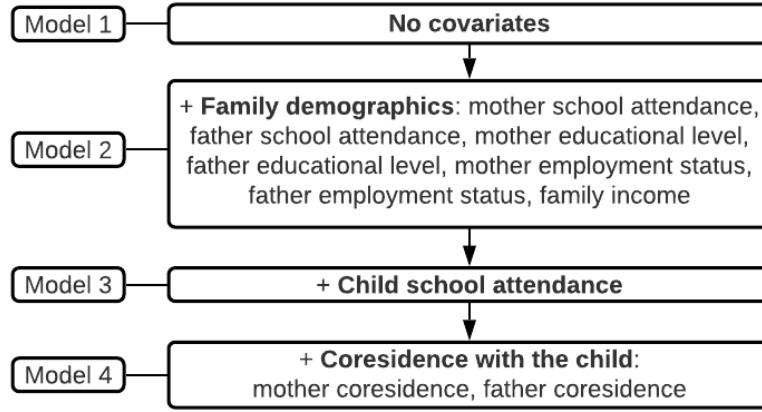 Model 1
No covariates
Model 2
+ Family demographics: mother school attendance,
father school attendance, mother educational level,
father educational level, mother employment status,
father employment status, family income
Model 3
+ Child school attendance
Model 4
+ Coresidence with the child:
mother coresidence, father coresidence